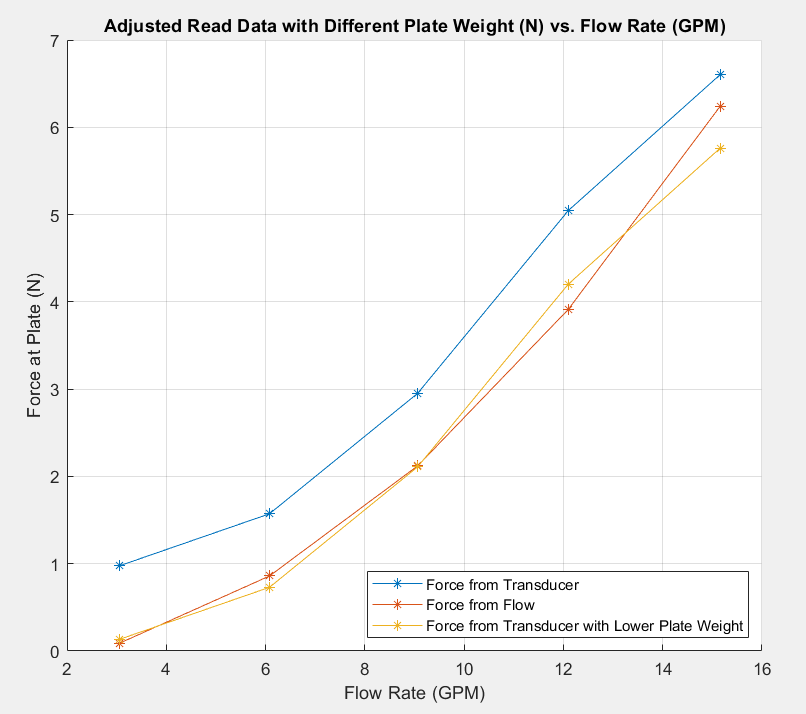 Adjusted Read Data with Different Plate Weight (N) vs. Flow Rate (GPM)
7
6
5
4
3
2
1
0
Force at Plate (N)
Force from Transducer
Force from Flow
Force from Transducer with Lower Plate Weight
2 4 6 8 10 12 14 16
Flow Rate (GPM)